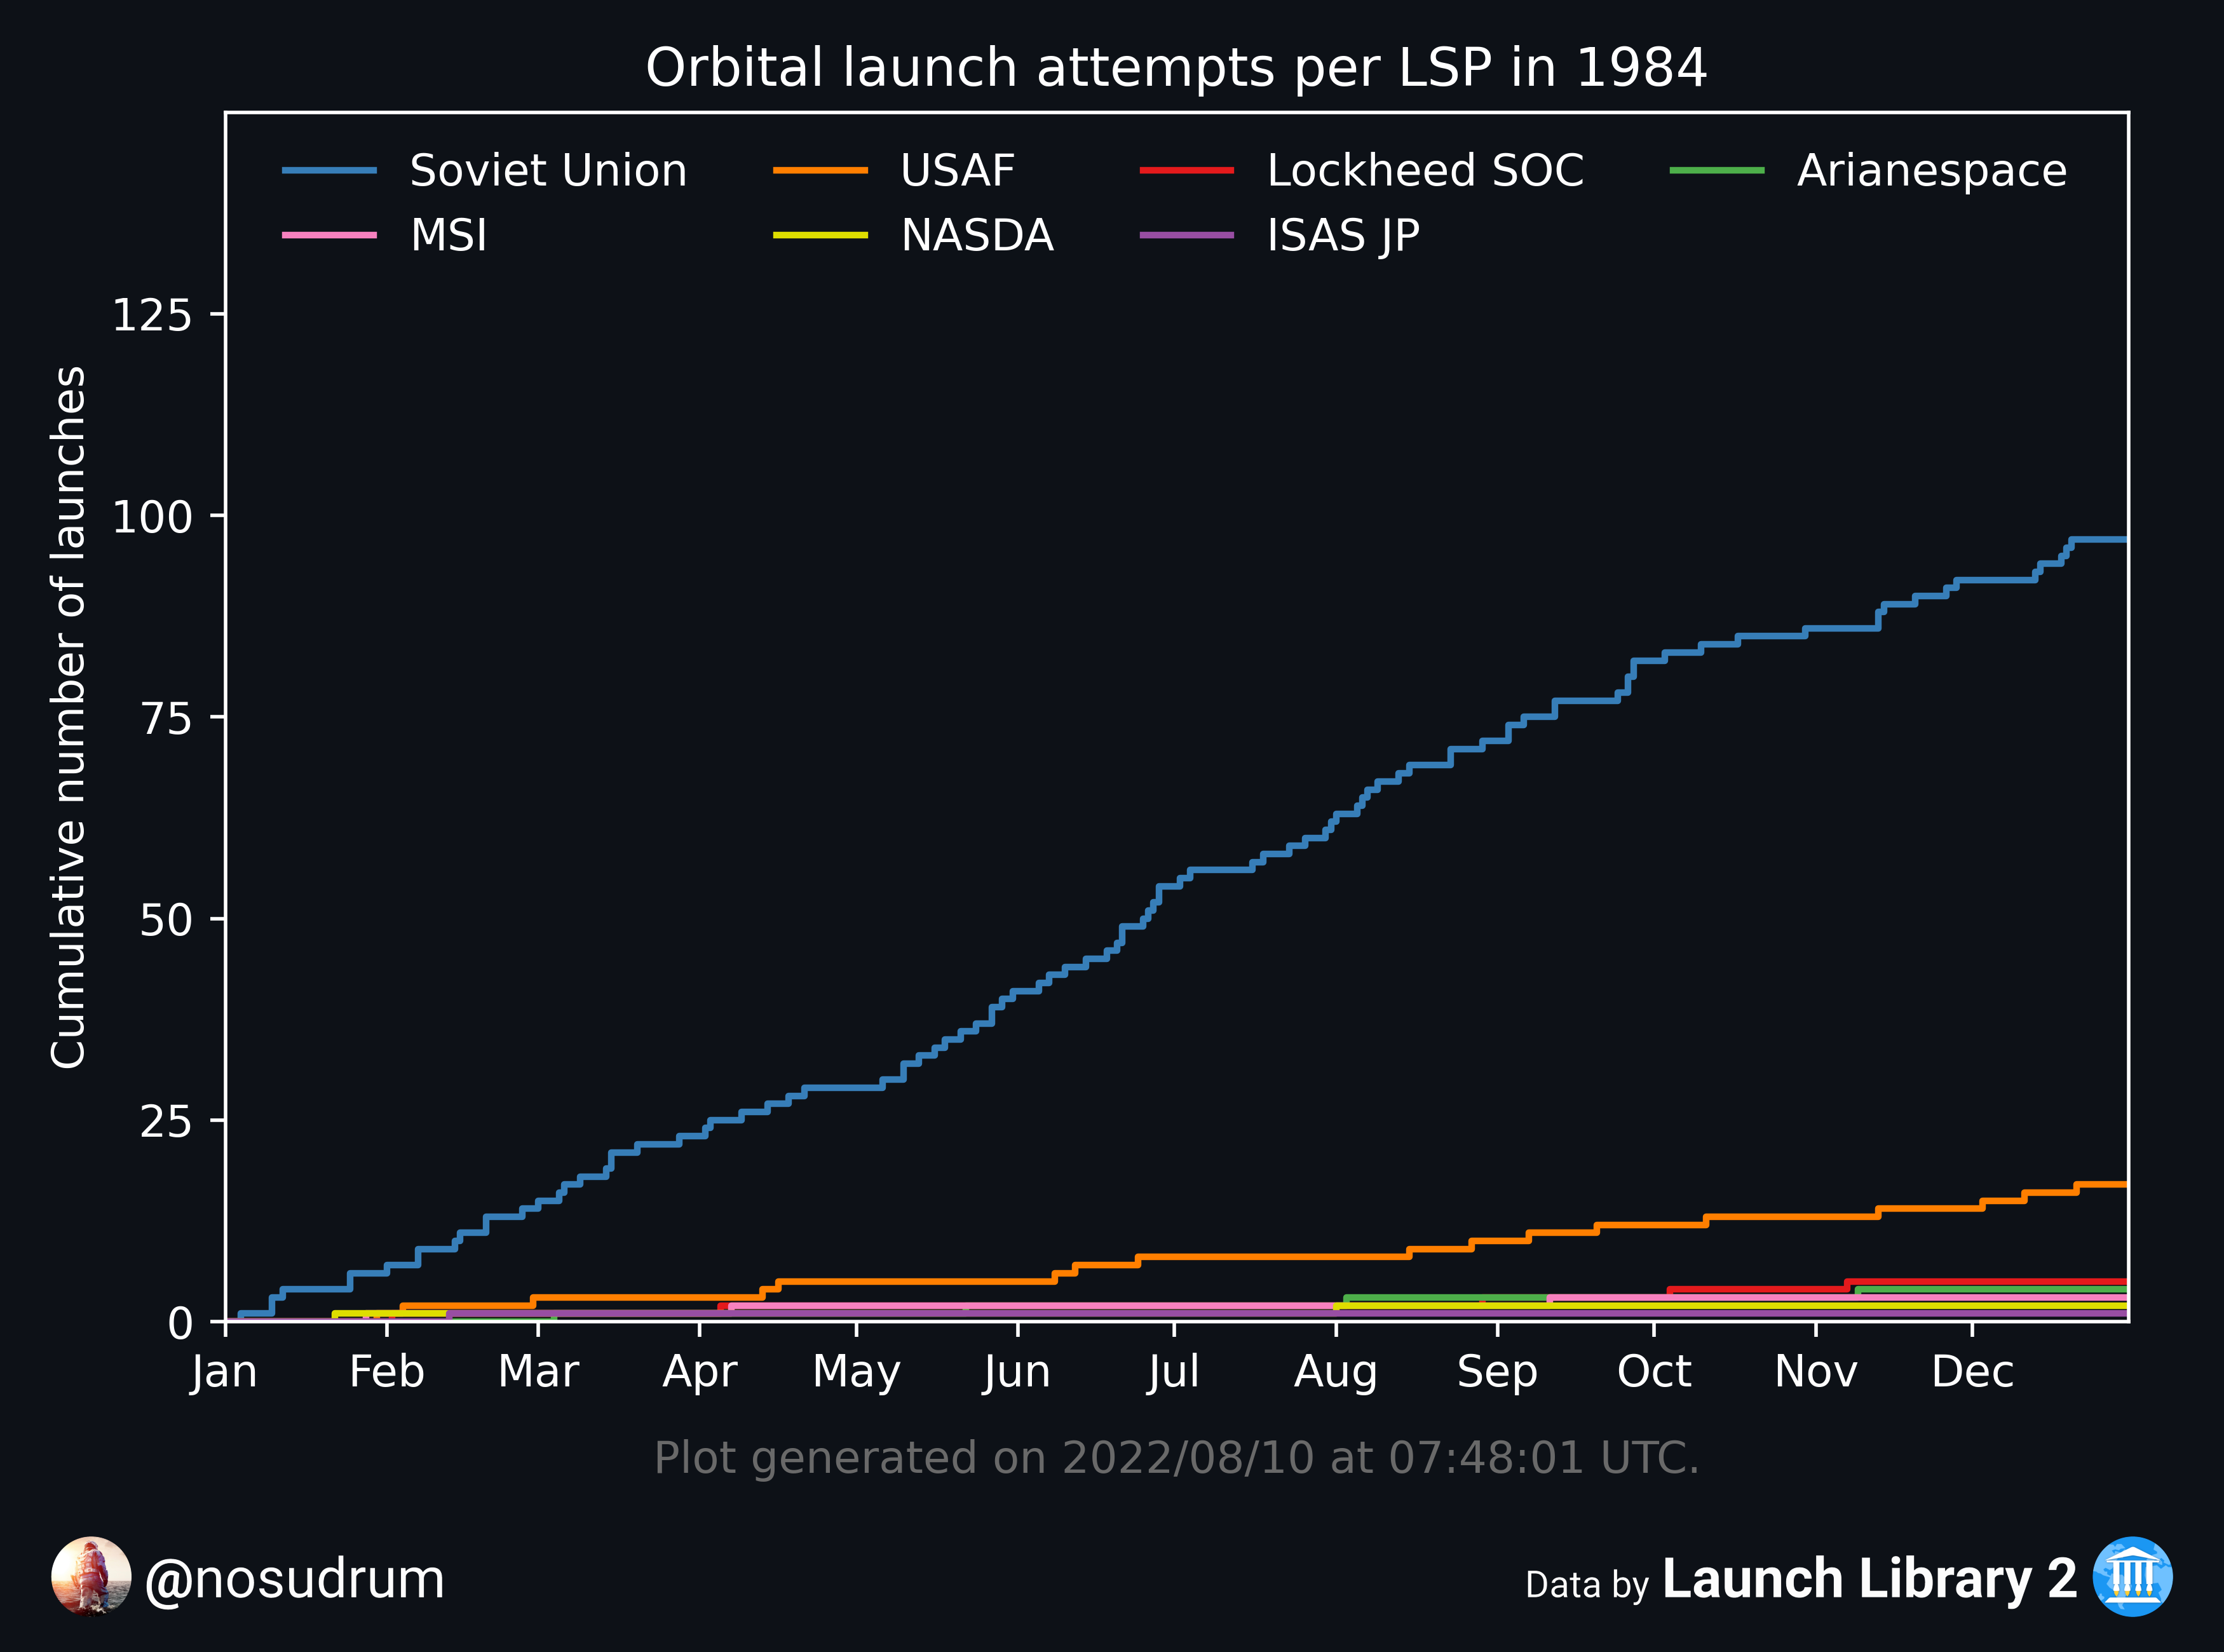 Orbital launch attempts per LSP in 1984
Soviet Union USAF Lockheed SOC Arianespace
MSI NASDA ISAS JP
Cumulative number of launches
125
100
75
50
25
0
Jan Feb Mar Apr May Jun Jul Aug Sep Oct Nov Dec
Plot generated on 2022/08/10 at 07:48:01 UTC.
@nosudrum
Data by Launch Library 2